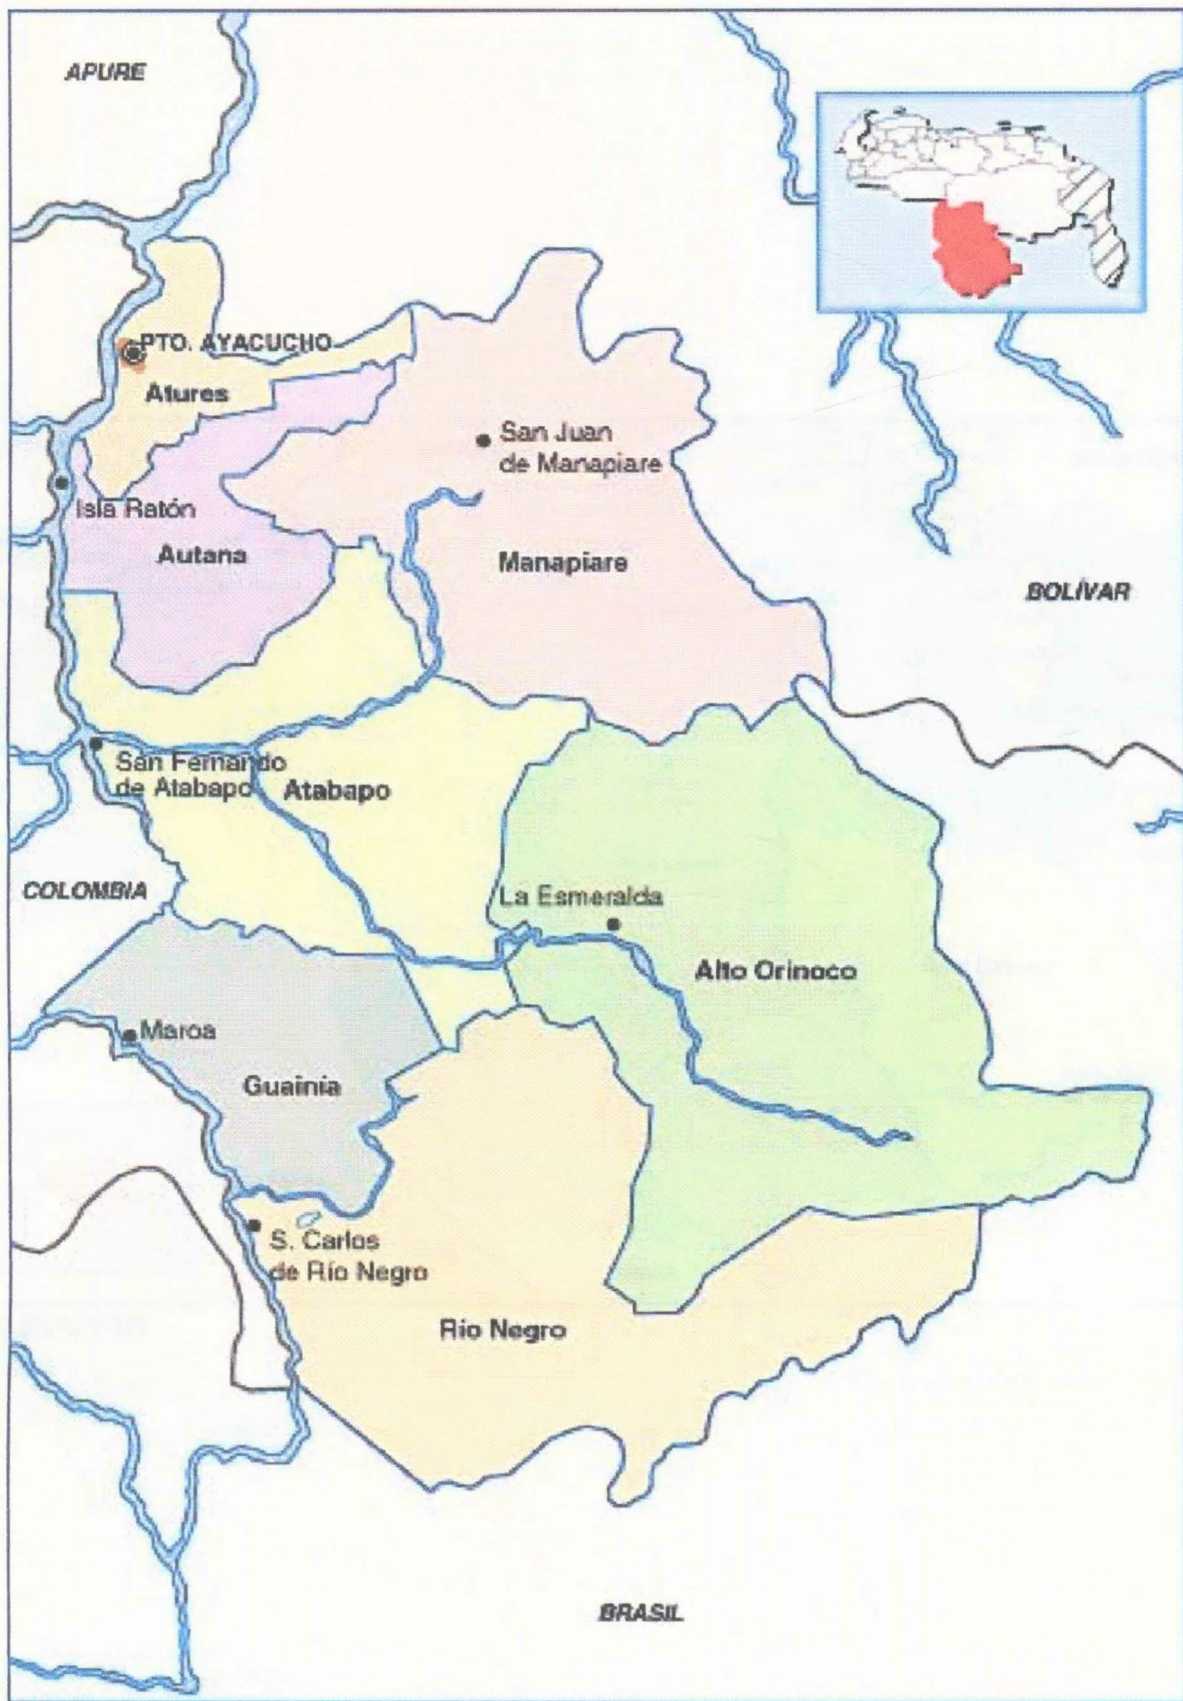 APURE
PTO. AYACUCHO
Atures
San Juan
de Manapiare
Isla Ratón
Autana
Manapiare
BOLÍVAR
San Fernando
de Atabapo
Atabapo
COLOMBIA
La Esmeralda
Alto Orinoco
Maroa
Guainia
S. Carlos
de Río Negro
Río Negro
BRASIL